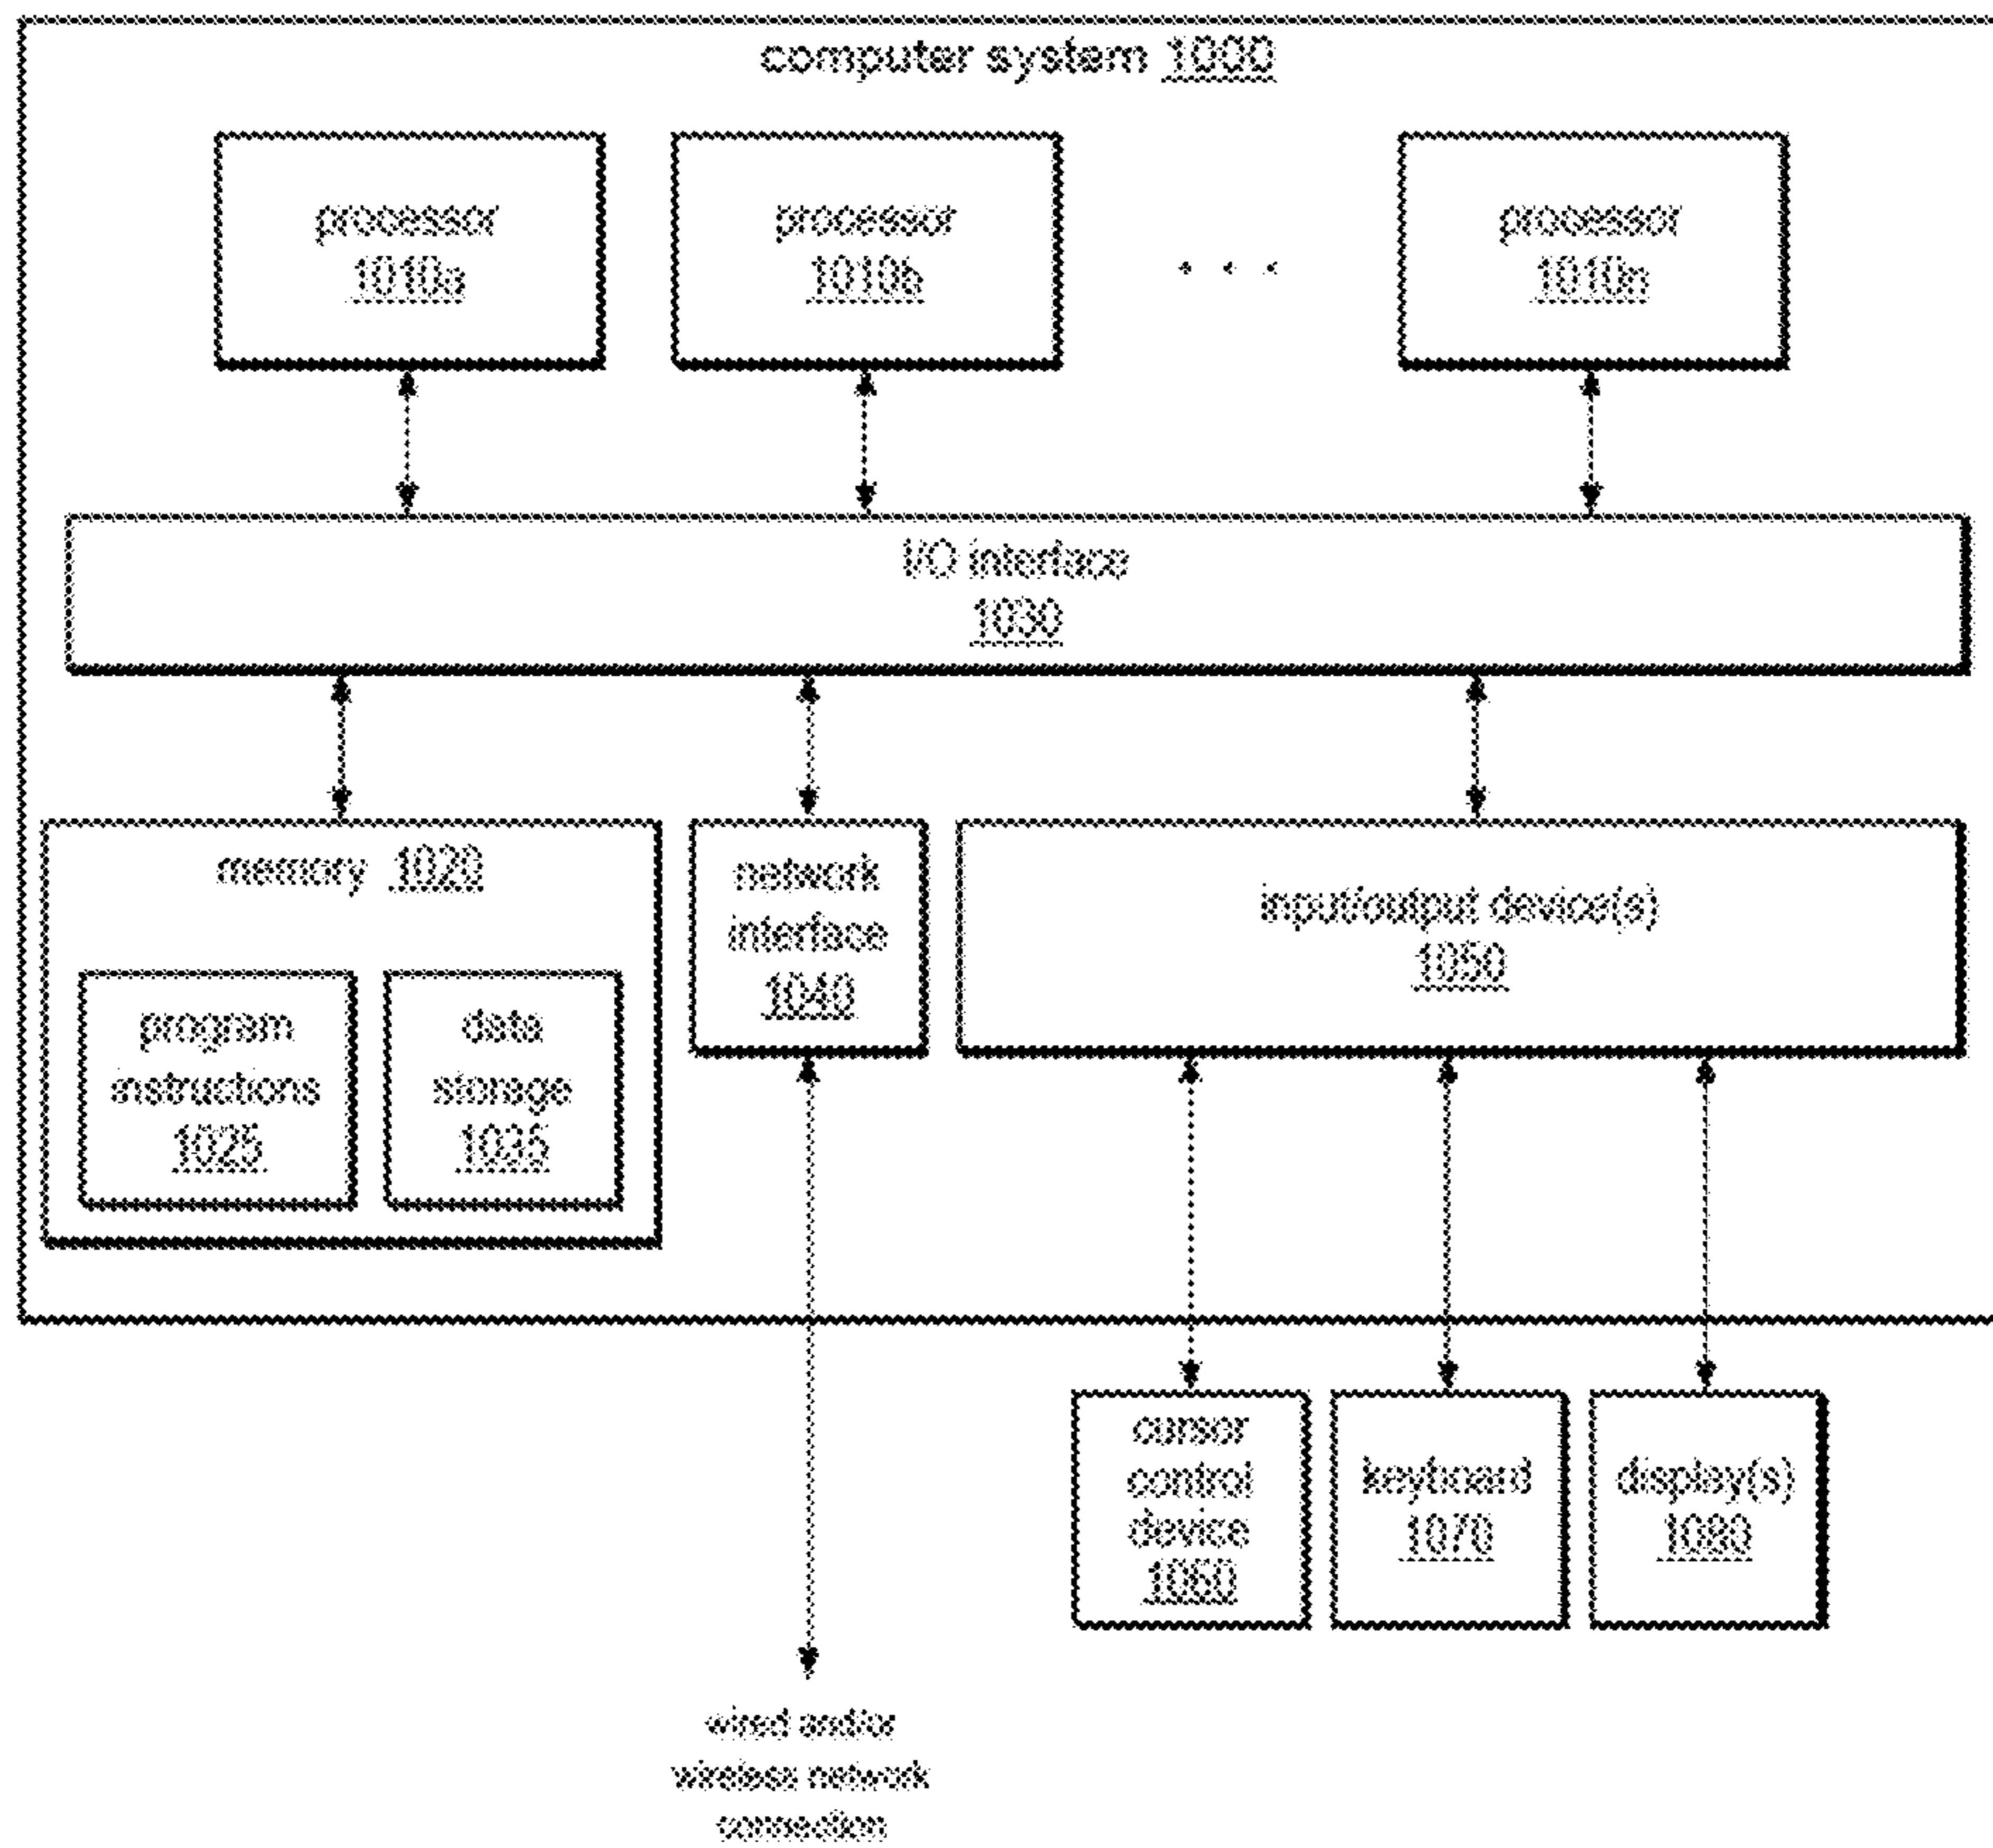 computer system 1000
processor
1010a
processor
1010b
. . .
processor
1010n
I/O interface
1030
memory 1020
program
instructions
1025
data
storage
1035
network
interface
1040
input/output device(s)
1050
cursor
control
device
1060
keyboard
1070
display(s)
1080
wired and/or
wireless network
connection